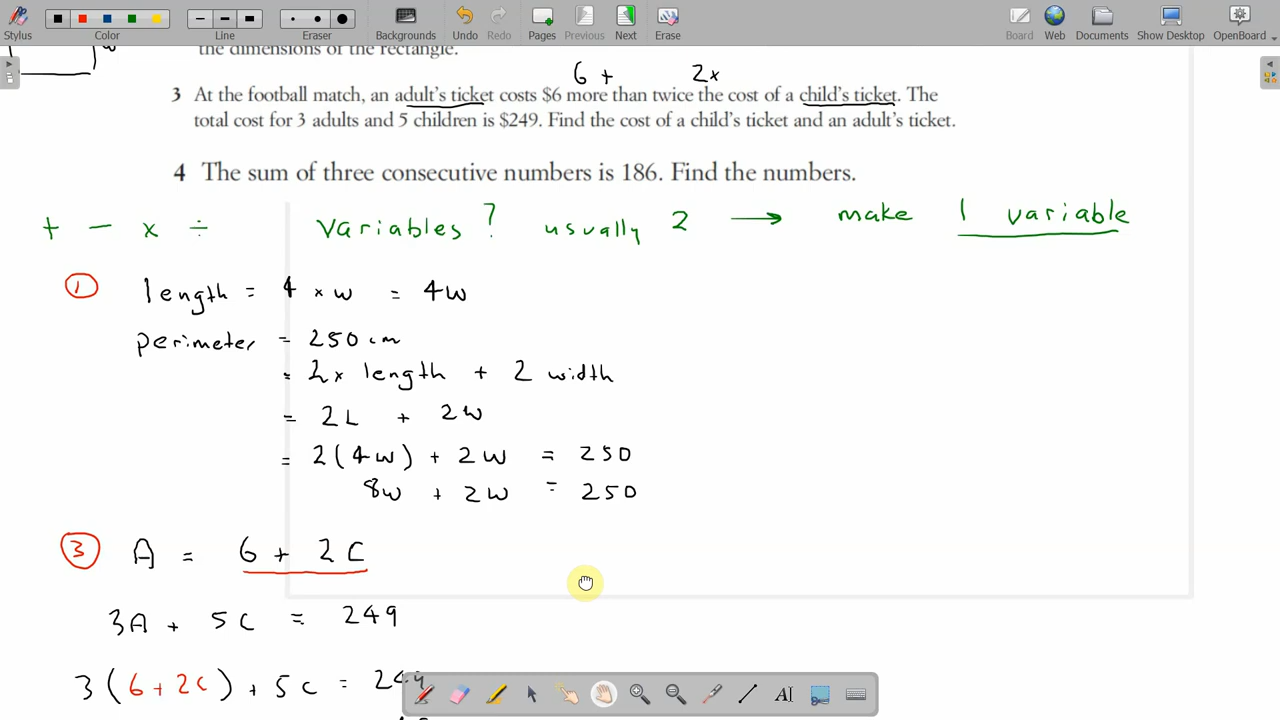 Stylus Color Line Eraser Backgrounds Undo Pages Previous Next Erase Board Web Documents Show Desktop OpenBoard
w
the dimensions of the rectangle.
6 + 2x
3 At the football match, an adult's ticket costs $6 more than twice the cost of a child's ticket. The
total cost for 3 adults and 5 children is $249. Find the cost of a child's ticket and an adult's ticket.
4 The sum of three consecutive numbers is 186. Find the numbers.
+ − x ÷ variables? usually 2 → make 1 variable
① length = 4 × w = 4w
perimeter = 250 cm
= 2x length + 2 width
= 2L + 2w
= 2(4w) + 2w = 250
8w + 2w = 250
③ A = 6 + 2C
3A + 5C = 249
3(6+2C) + 5C = 249
AI